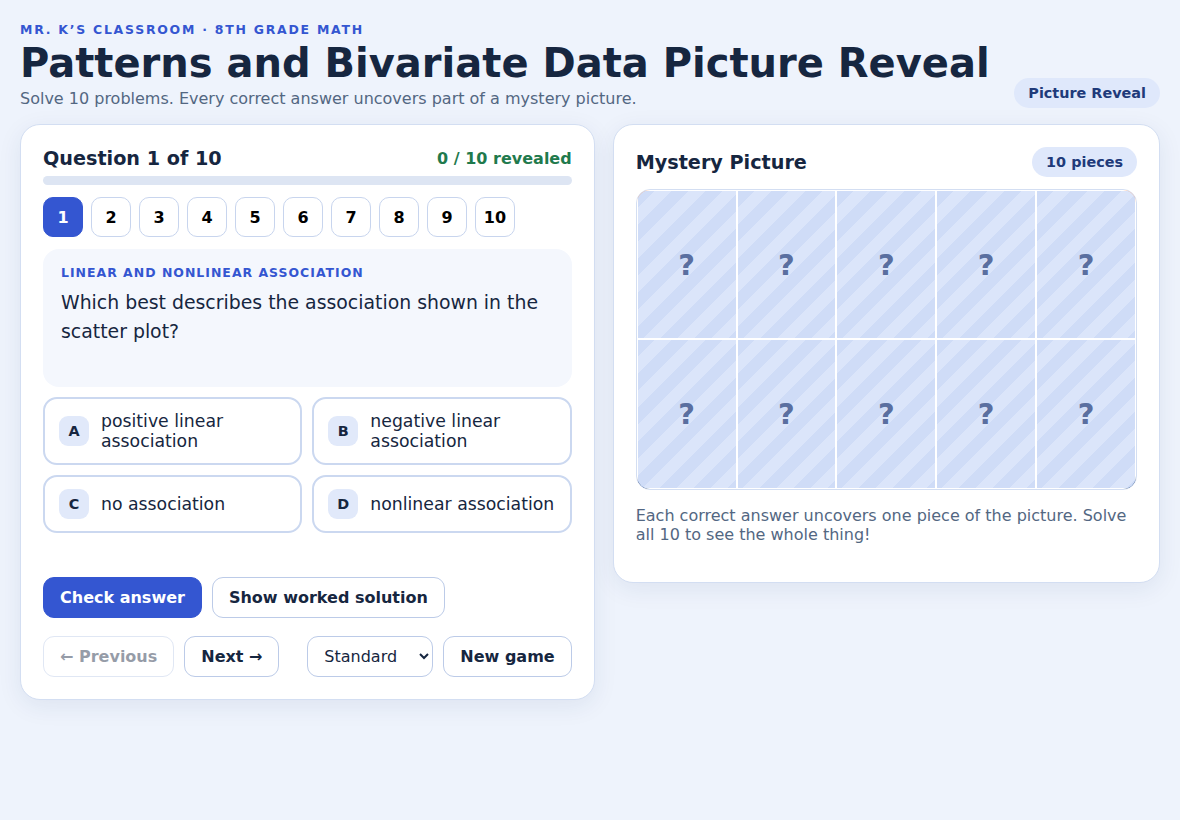 MR. K’S CLASSROOM · 8TH GRADE MATH
Patterns and Bivariate Data Picture Reveal
Solve 10 problems. Every correct answer uncovers part of a mystery picture.
Picture Reveal
Question 1 of 10
0 / 10 revealed
1 2 3 4 5 6 7 8 9 10
LINEAR AND NONLINEAR ASSOCIATION
Which best describes the association shown in the
scatter plot?
A positive linear
association
B negative linear
association
C no association
D nonlinear association
Check answer
Show worked solution
← Previous
Next →
Standard
New game
Mystery Picture
10 pieces
? ? ? ? ?
? ? ? ? ?
Each correct answer uncovers one piece of the picture. Solve
all 10 to see the whole thing!